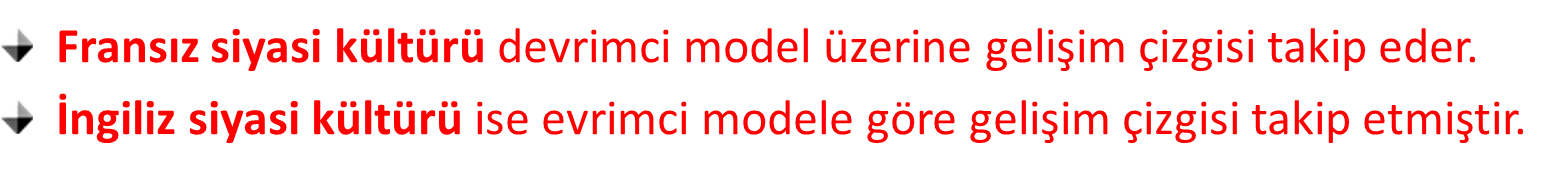 Fransız siyasi kültürü devrimci model üzerine gelişim çizgisi takip eder.
İngiliz siyasi kültürü ise evrimci modele göre gelişim çizgisi takip etmiştir.